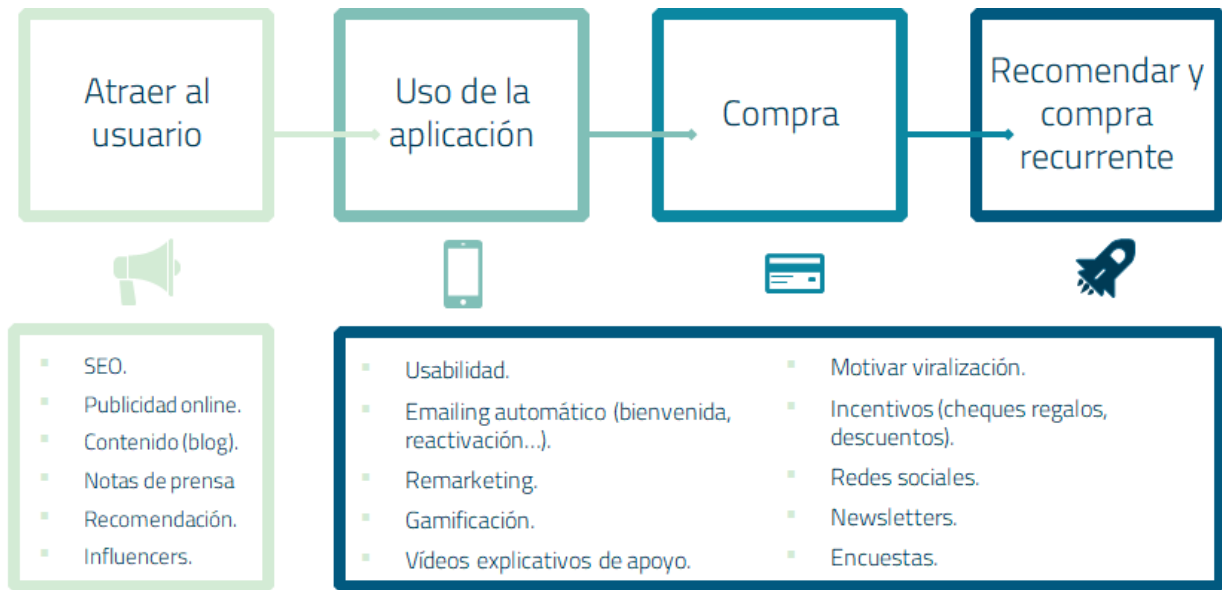 Atraer al
usuario
Uso de la
aplicación
Compra
Recomendar y
compra
recurrente
SEO.
Publicidad online.
Contenido (blog).
Notas de prensa
Recomendación.
Influencers.
Usabilidad.
Emailing automático (bienvenida,
reactivación...).
Remarketing.
Gamificación.
Vídeos explicativos de apoyo.
Motivar viralización.
Incentivos (cheques regalos,
descuentos).
Redes sociales.
Newsletters.
Encuestas.